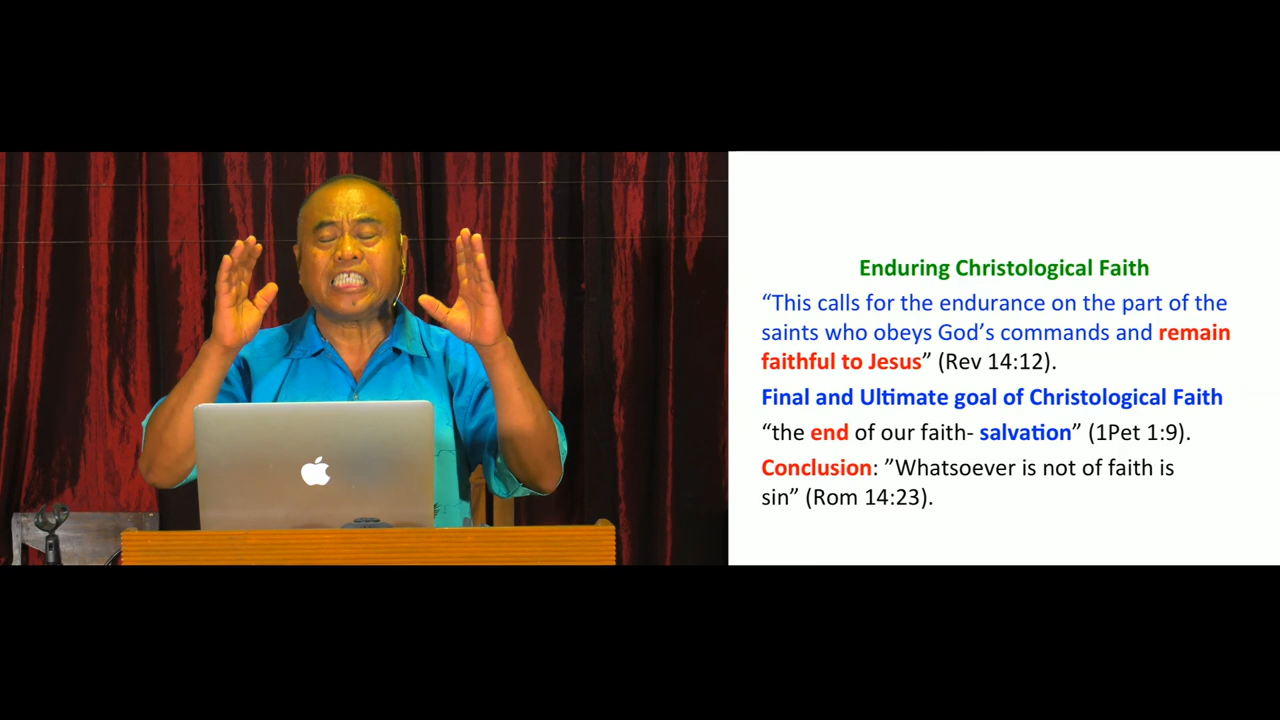 Enduring Christological Faith
“This calls for the endurance on the part of the
saints who obeys God’s commands and remain
faithful to Jesus” (Rev 14:12).
Final and Ultimate goal of Christological Faith
“the end of our faith- salvation” (1Pet 1:9).
Conclusion: ”Whatsoever is not of faith is
sin” (Rom 14:23).